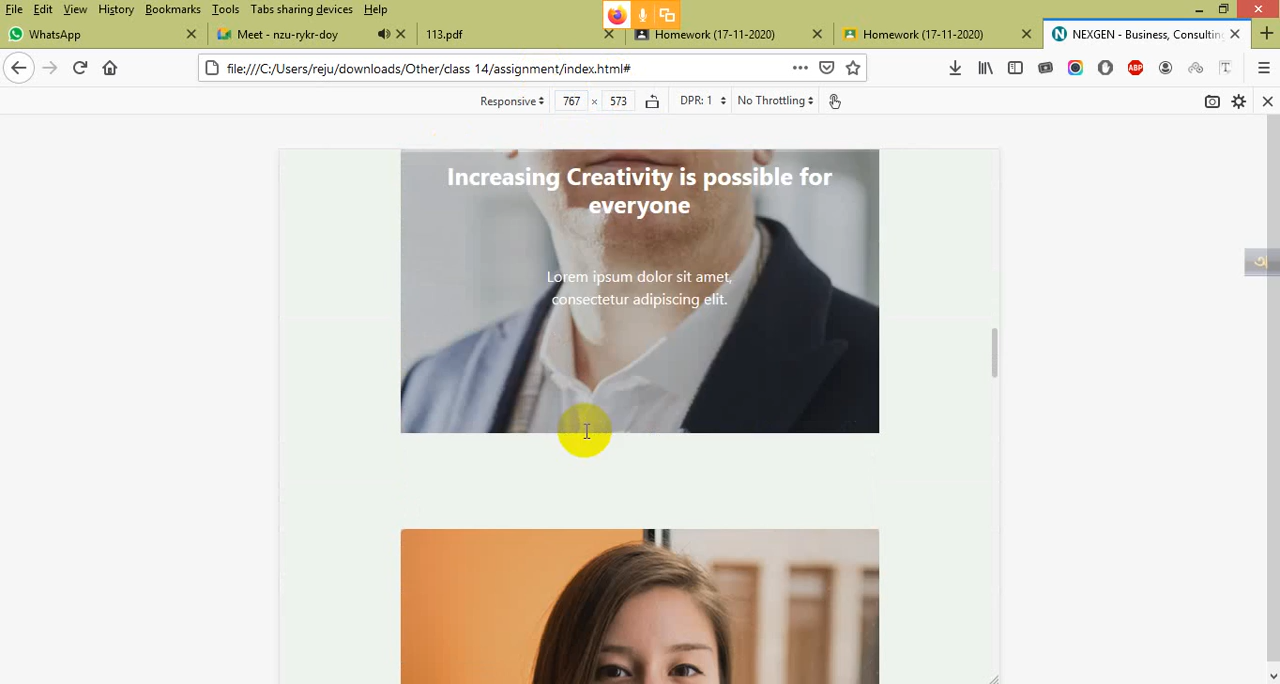 File Edit View History Bookmarks Tools Tabs sharing devices Help
WhatsApp
Meet - nzu-rykr-doy
113.pdf
Homework (17-11-2020)
Homework (17-11-2020)
NEXGEN - Business, Consulting
file:///C:/Users/reju/downloads/Other/class 14/assignment/index.html#
ABP
Responsive 767 × 573 DPR: 1 No Throttling
Increasing Creativity is possible for
everyone
Lorem ipsum dolor sit amet,
consectetur adipiscing elit.
অ